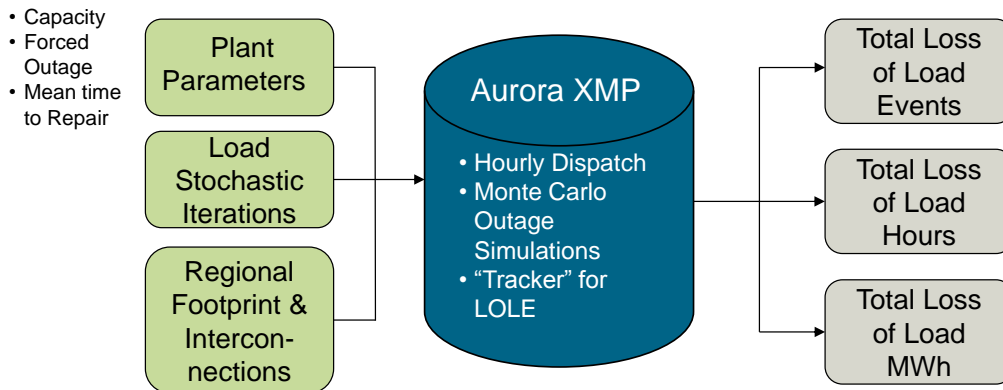 • Capacity
• Forced
Outage
• Mean time
to Repair
Plant
Parameters
Load
Stochastic
Iterations
Regional
Footprint &
Intercon-
nections
Aurora XMP
• Hourly Dispatch
• Monte Carlo
Outage
Simulations
• “Tracker” for
LOLE
Total Loss
of Load
Events
Total Loss
of Load
Hours
Total Loss
of Load
MWh